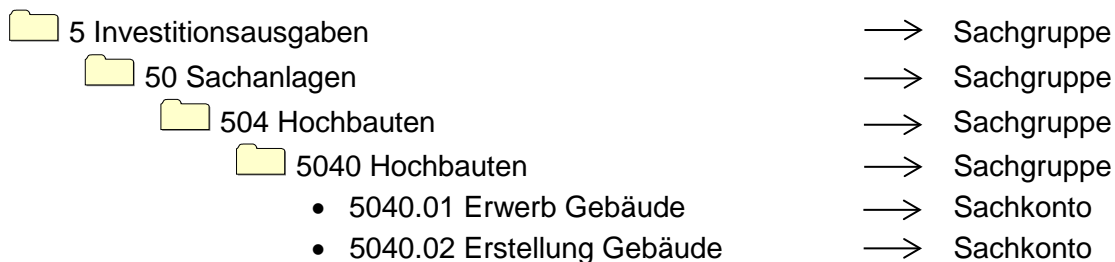 5 Investitionsausgaben → Sachgruppe
50 Sachanlagen → Sachgruppe
504 Hochbauten → Sachgruppe
5040 Hochbauten → Sachgruppe
• 5040.01 Erwerb Gebäude → Sachkonto
• 5040.02 Erstellung Gebäude → Sachkonto